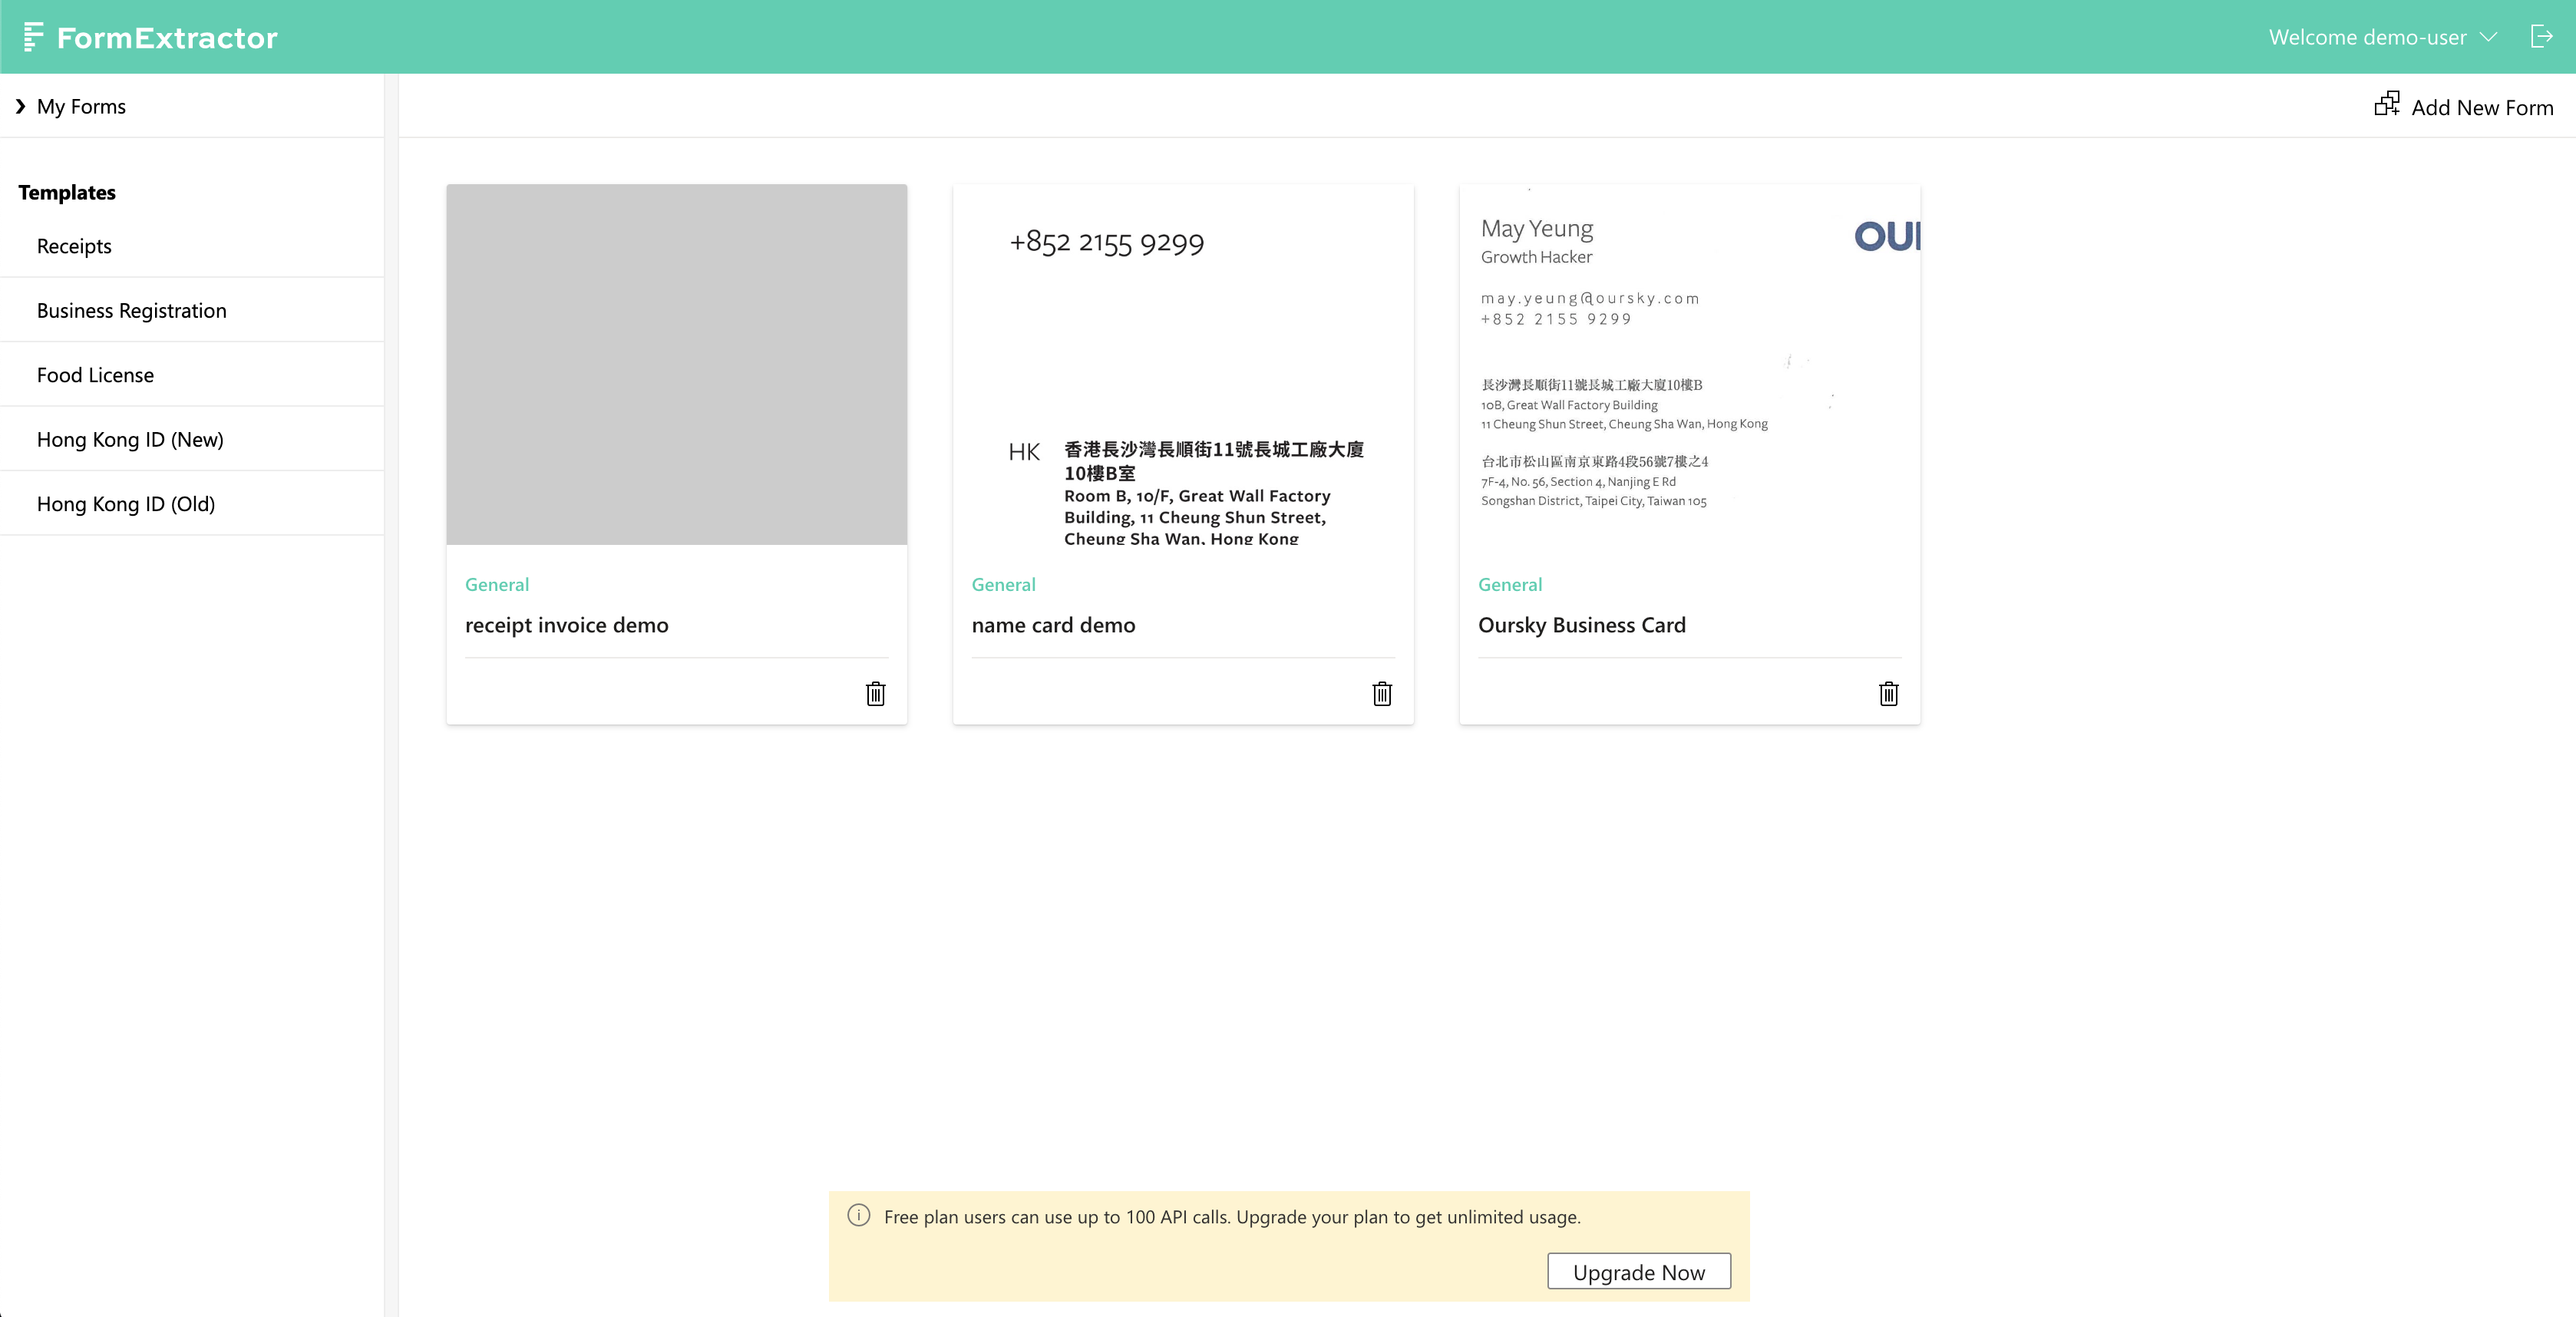 FormExtractor
Welcome demo-user
My Forms
Add New Form
Templates
Receipts
Business Registration
Food License
Hong Kong ID (New)
Hong Kong ID (Old)
General
receipt invoice demo
+852 2155 9299
HK
香港長沙灣長順街11號長城工廠大廈
10樓B室
Room B, 10/F, Great Wall Factory
Building, 11 Cheung Shun Street,
Cheung Sha Wan, Hong Kong
General
name card demo
May Yeung
OUR
Growth Hacker
may.yeung@oursky.com
+852 2155 9299
長沙灣長順街11號長城工廠大廈10樓B
10B, Great Wall Factory Building
11 Cheung Shun Street, Cheung Sha Wan, Hong Kong
台北市松山區南京東路4段56號7樓之4
7F-4, No. 56, Section 4, Nanjing E Rd
Songshan District, Taipei City, Taiwan 105
General
Oursky Business Card
Free plan users can use up to 100 API calls. Upgrade your plan to get unlimited usage.
Upgrade Now